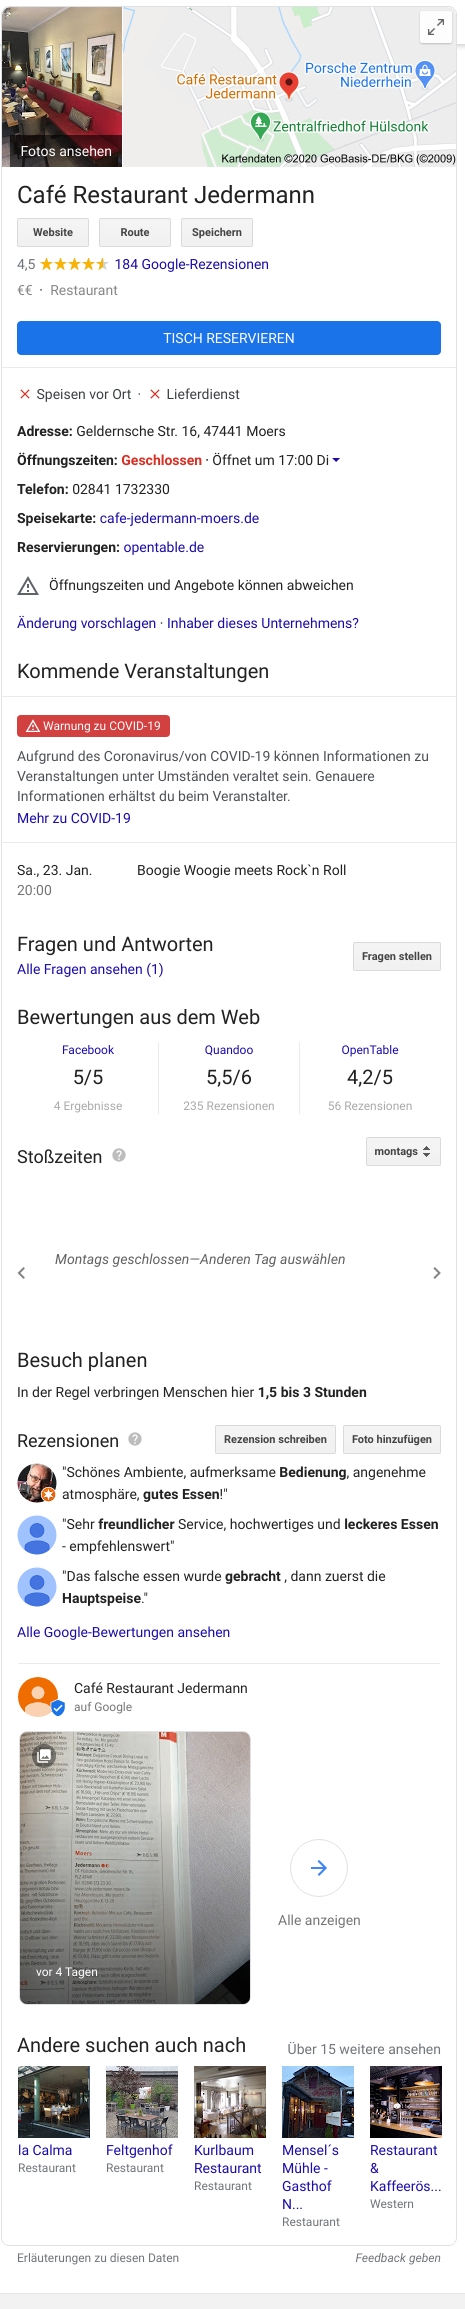 Café Restaurant
Jedermann
Porsche Zentrum
Niederrhein
Zentralfriedhof Hülsdonk
Fotos ansehen
Kartendaten ©2020 GeoBasis-DE/BKG (©2009)
Café Restaurant Jedermann
Website Route Speichern
4,5 184 Google-Rezensionen
€€ · Restaurant
TISCH RESERVIEREN
Speisen vor Ort · Lieferdienst
Adresse: Geldernsche Str. 16, 47441 Moers
Öffnungszeiten: Geschlossen · Öffnet um 17:00 Di
Telefon: 02841 1732330
Speisekarte: cafe-jedermann-moers.de
Reservierungen: opentable.de
Öffnungszeiten und Angebote können abweichen
Änderung vorschlagen · Inhaber dieses Unternehmens?
Kommende Veranstaltungen
Warnung zu COVID-19
Aufgrund des Coronavirus/von COVID-19 können Informationen zu
Veranstaltungen unter Umständen veraltet sein. Genauere
Informationen erhältst du beim Veranstalter.
Mehr zu COVID-19
Sa., 23. Jan. Boogie Woogie meets Rock`n Roll
20:00
Fragen und Antworten
Alle Fragen ansehen (1)
Fragen stellen
Bewertungen aus dem Web
Facebook Quandoo OpenTable
5/5 5,5/6 4,2/5
4 Ergebnisse 235 Rezensionen 56 Rezensionen
Stoßzeiten ? montags
Montags geschlossen—Anderen Tag auswählen
Besuch planen
In der Regel verbringen Menschen hier 1,5 bis 3 Stunden
Rezensionen ? Rezension schreiben Foto hinzufügen
"Schönes Ambiente, aufmerksame Bedienung, angenehme
atmosphäre, gutes Essen!"
"Sehr freundlicher Service, hochwertiges und leckeres Essen
- empfehlenswert"
"Das falsche essen wurde gebracht , dann zuerst die
Hauptspeise."
Alle Google-Bewertungen ansehen
Café Restaurant Jedermann
auf Google
Moers
Jedermann
vor 4 Tagen
Alle anzeigen
Andere suchen auch nach Über 15 weitere ansehen
la Calma
Restaurant
Feltgenhof
Restaurant
Kurlbaum
Restaurant
Restaurant
Mensel´s
Mühle -
Gasthof
N...
Restaurant
Restaurant
&
Kaffeerös...
Western
Erläuterungen zu diesen Daten Feedback geben